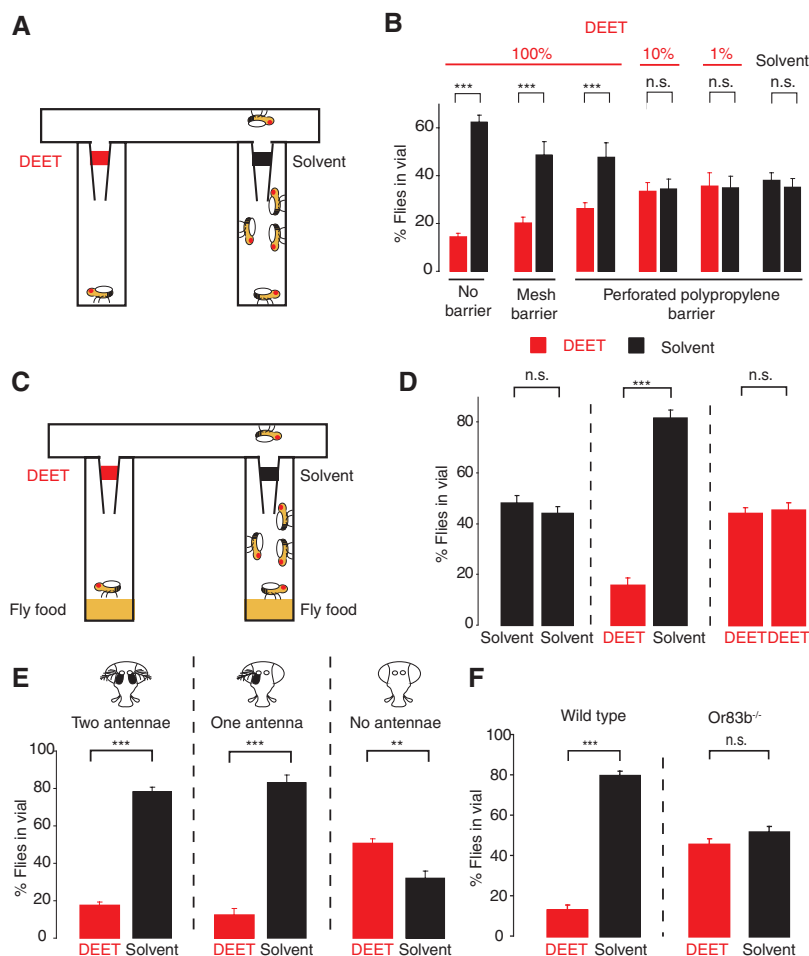 A
DEET
Solvent
B
DEET
100%
10%
1%
Solvent
***
***
***
n.s.
n.s.
n.s.
% Flies in vial
60
40
20
0
No
barrier
Mesh
barrier
Perforated polypropylene
barrier
DEET
Solvent
C
DEET
Solvent
Fly food
Fly food
D
n.s.
***
n.s.
% Flies in vial
80
60
40
20
0
Solvent Solvent
DEET Solvent
DEET DEET
E
Two antennae
One antenna
No antennae
***
***
**
% Flies in vial
100
80
60
40
20
0
DEET Solvent
DEET Solvent
DEET Solvent
F
Wild type
Or83b-/-
***
n.s.
% Flies in vial
100
80
60
40
20
0
DEET Solvent
DEET Solvent